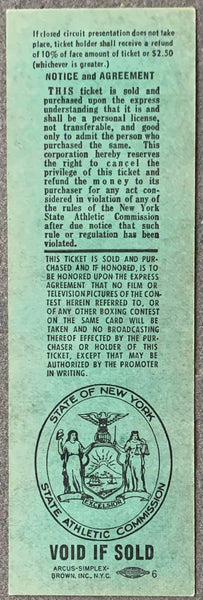 If closed circuit presentation does not take
place, ticket holder shall receive a refund
of 10% of face amount of ticket or $2.50
(whichever is greater.)
NOTICE and AGREEMENT
THIS ticket is sold and
purchased upon the express
understanding that it is and
shall be a personal license,
not transferable, and good
only to admit the person who
purchased the same. This
corporation hereby reserves
the right to cancel the
privilege of this ticket and
refund the money to its
purchaser for any act con-
sidered in violation of any of
the rules of the New York
State Athletic Commission
after due notice that such
rule or regulation has been
violated.
THIS TICKET IS SOLD AND PUR-
CHASED AND IF HONORED, IS TO
BE HONORED UPON THE EXPRESS
AGREEMENT THAT NO FILM OR
TELEVISION PICTURES OF THE CON-
TEST HEREIN REFERRED TO, OR
OF ANY OTHER BOXING CONTEST
ON THE SAME CARD WILL BE
TAKEN AND NO BROADCASTING
THEREOF EFFECTED BY THE PUR-
CHASER OR HOLDER OF THIS
TICKET, EXCEPT THAT MAY BE
AUTHORIZED BY THE PROMOTER
IN WRITING.
STATE OF NEW YORK
EXCELSIOR
STATE ATHLETIC COMMISSION
VOID IF SOLD
ARCUS-SIMPLEX-
BROWN, INC., N.Y.C. 6